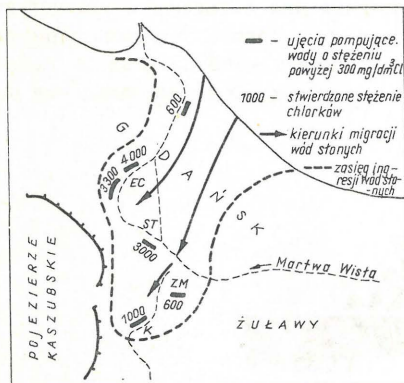 ujęcia pompujące.
wody o stężeniu
powyżej 300 mg/dm³Cl
1000 - stwierdzone stężenie
chlorków
kierunki migracji
wód słonych
zasięg ingresji wód słonych
600
G
D
A
Ń
S
K
4000
3300
EC
ST
3000
Martwa Wisła
ZM
600
1000
K
ŻUŁAWY
POJEZIERZE
KASZUBSKIE